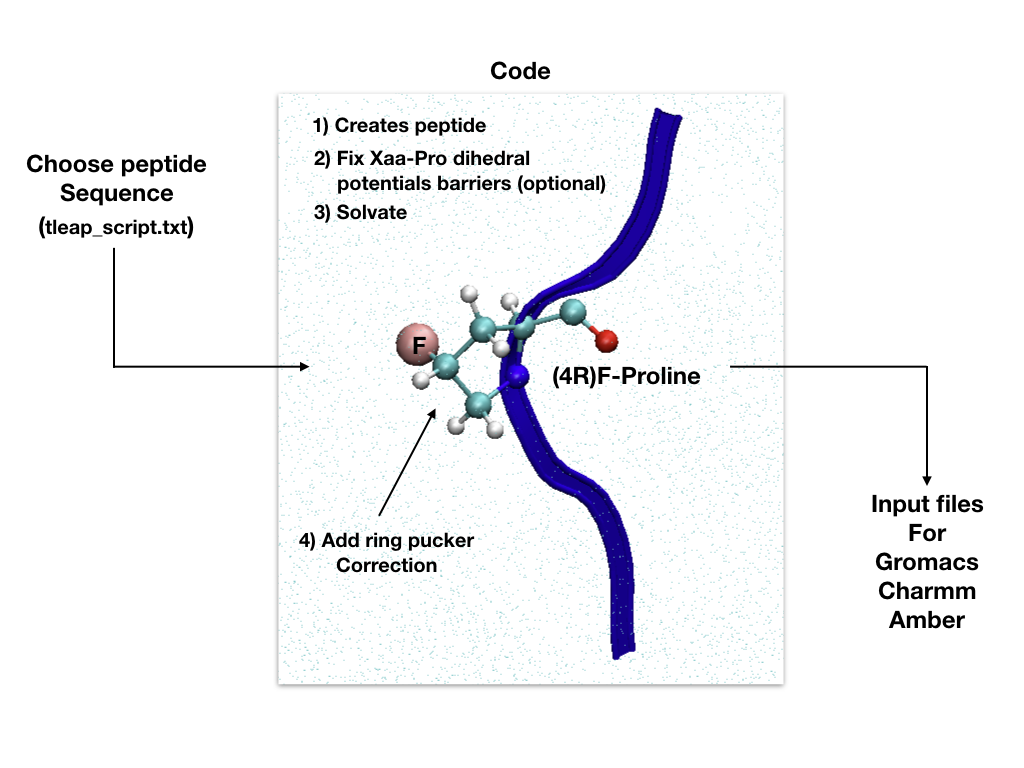 Code
Choose peptide
Sequence
(tleap_script.txt)
1) Creates peptide
2) Fix Xaa-Pro dihedral
potentials barriers (optional)
3) Solvate
F
(4R)F-Proline
4) Add ring pucker
Correction
Input files
For
Gromacs
Charmm
Amber